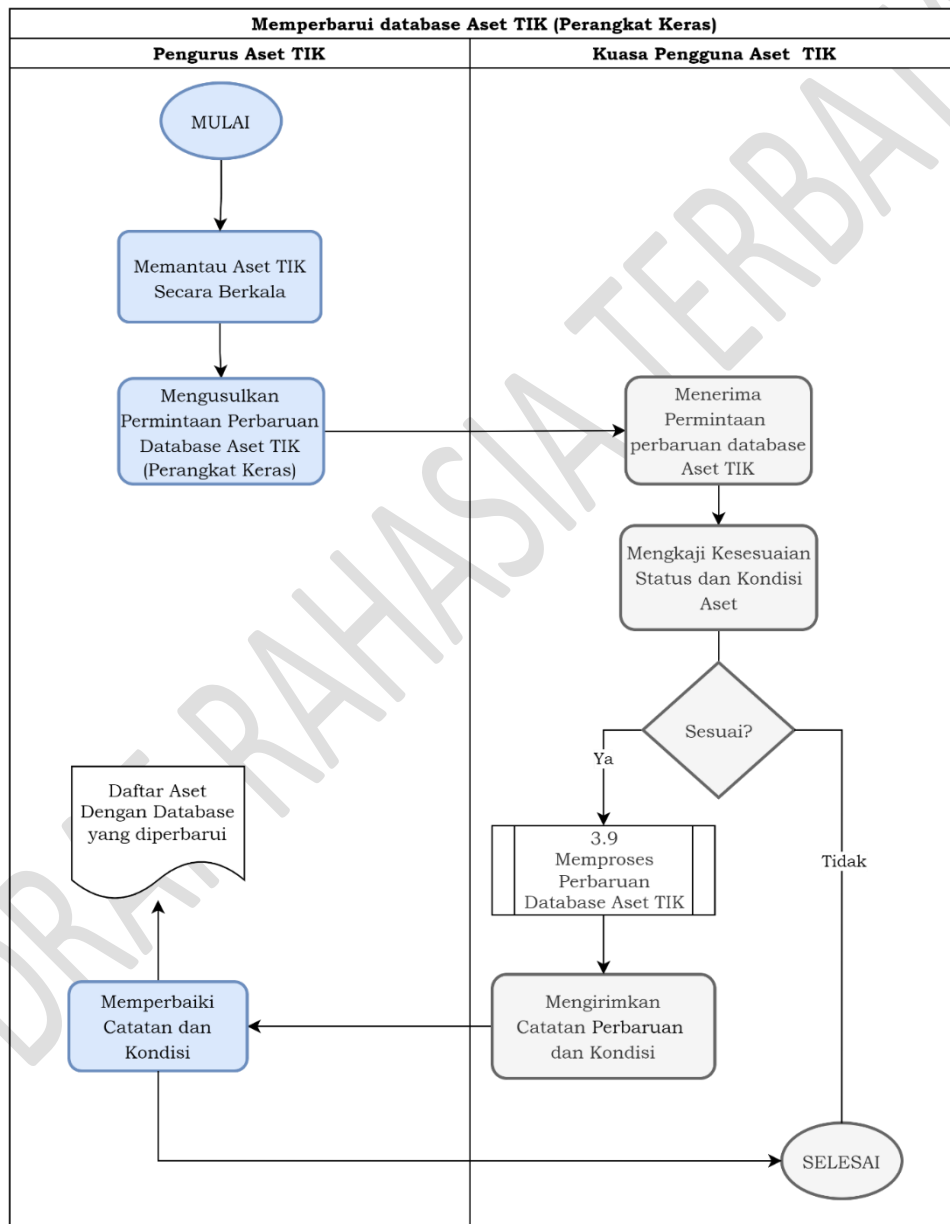 Memperbarui database Aset TIK (Perangkat Keras)
Pengurus Aset TIK
Kuasa Pengguna Aset TIK
MULAI
Memantau Aset TIK
Secara Berkala
Mengusulkan
Permintaan Perbaruan
Database Aset TIK
(Perangkat Keras)
Menerima
Permintaan
perbaruan database
Aset TIK
Mengkaji Kesesuaian
Status dan Kondisi
Aset
Sesuai?
Ya
Tidak
3.9
Memproses
Perbaruan
Database Aset TIK
Daftar Aset
Dengan Database
yang diperbarui
Mengirimkan
Catatan Perbaruan
dan Kondisi
Memperbaiki
Catatan dan
Kondisi
SELESAI
DRAF RAHASIA TERBATA